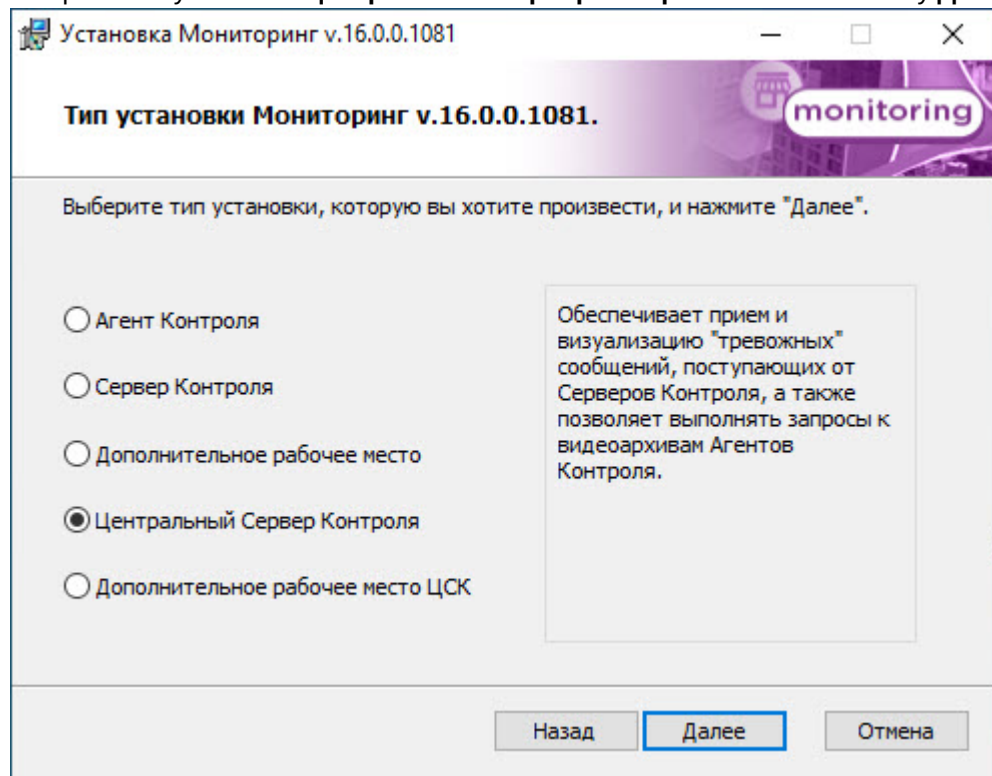 Установка Мониторинг v.16.0.0.1081
Тип установки Мониторинг v.16.0.0.1081.
monitoring
Выберите тип установки, которую вы хотите произвести, и нажмите "Далее".
Агент Контроля
Сервер Контроля
Дополнительное рабочее место
Центральный Сервер Контроля
Дополнительное рабочее место ЦСК
Обеспечивает прием и
визуализацию "тревожных"
сообщений, поступающих от
Серверов Контроля, а также
позволяет выполнять запросы к
видеоархивам Агентов
Контроля.
Назад
Далее
Отмена